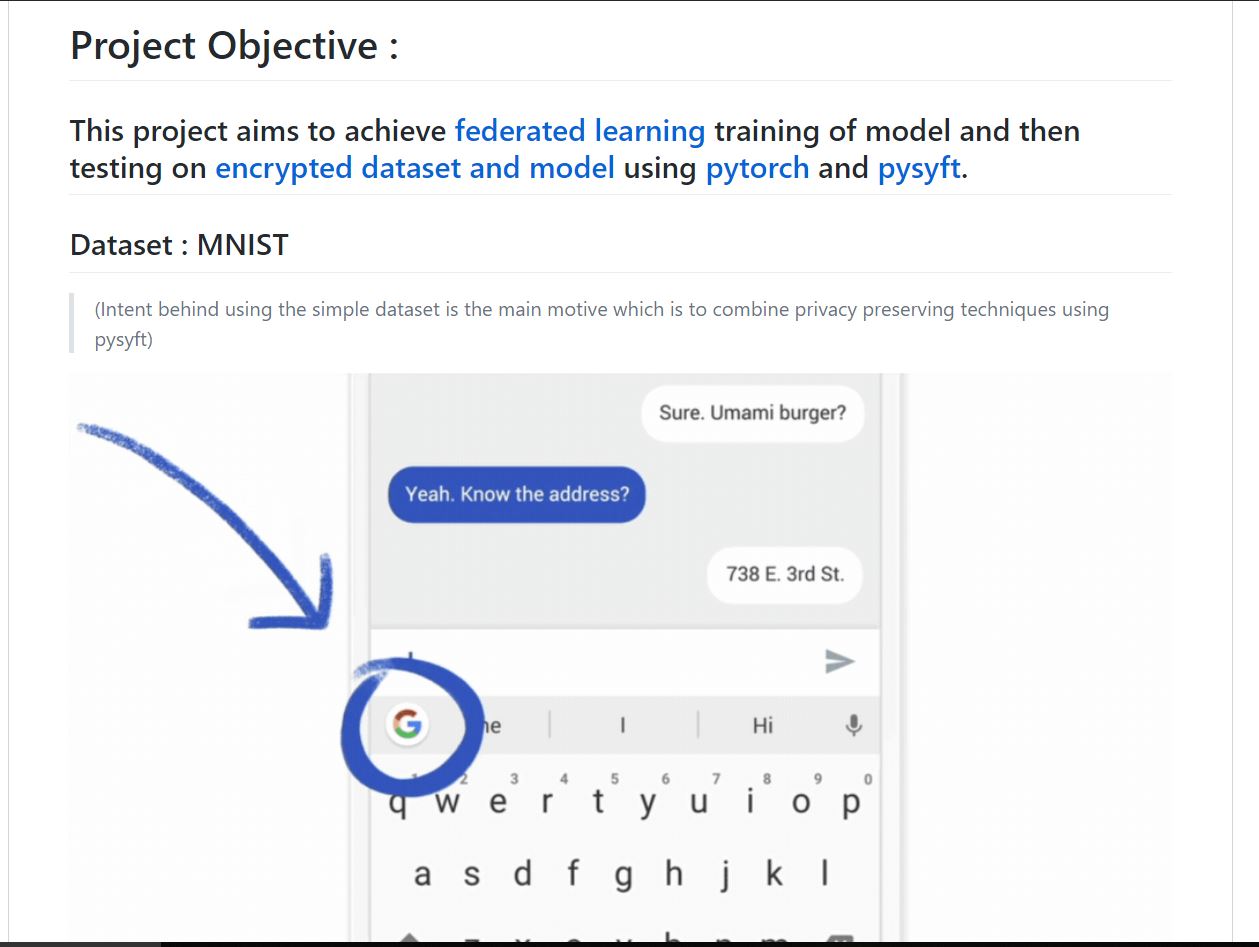 Project Objective :
This project aims to achieve federated learning training of model and then
testing on encrypted dataset and model using pytorch and pysyft.
Dataset : MNIST
(Intent behind using the simple dataset is the main motive which is to combine privacy preserving techniques using
pysyft)
Sure. Umami burger?
Yeah. Know the address?
738 E. 3rd St.
G
I Hi
1 2 3 4 5 6 7 8 9 0
q w e r t y u i o p
a s d f g h j k l